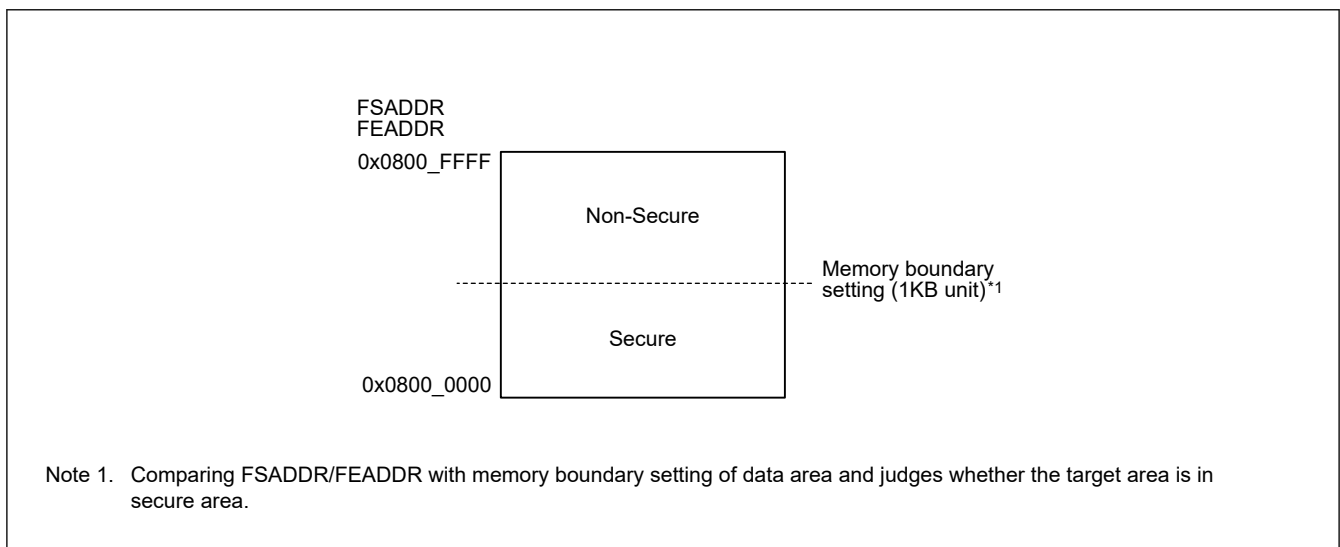 FSADDR
FEADDR
0x0800_FFFF
Non-Secure
Memory boundary
setting (1KB unit)*1
Secure
0x0800_0000
Note 1. Comparing FSADDR/FEADDR with memory boundary setting of data area and judges whether the target area is in
secure area.